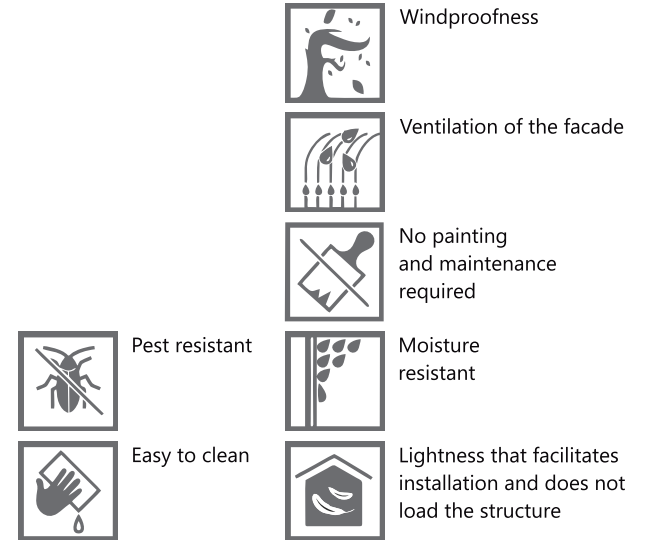 Windproofness
Ventilation of the facade
No painting
and maintenance
required
Pest resistant
Moisture
resistant
Easy to clean
Lightness that facilitates
installation and does not
load the structure